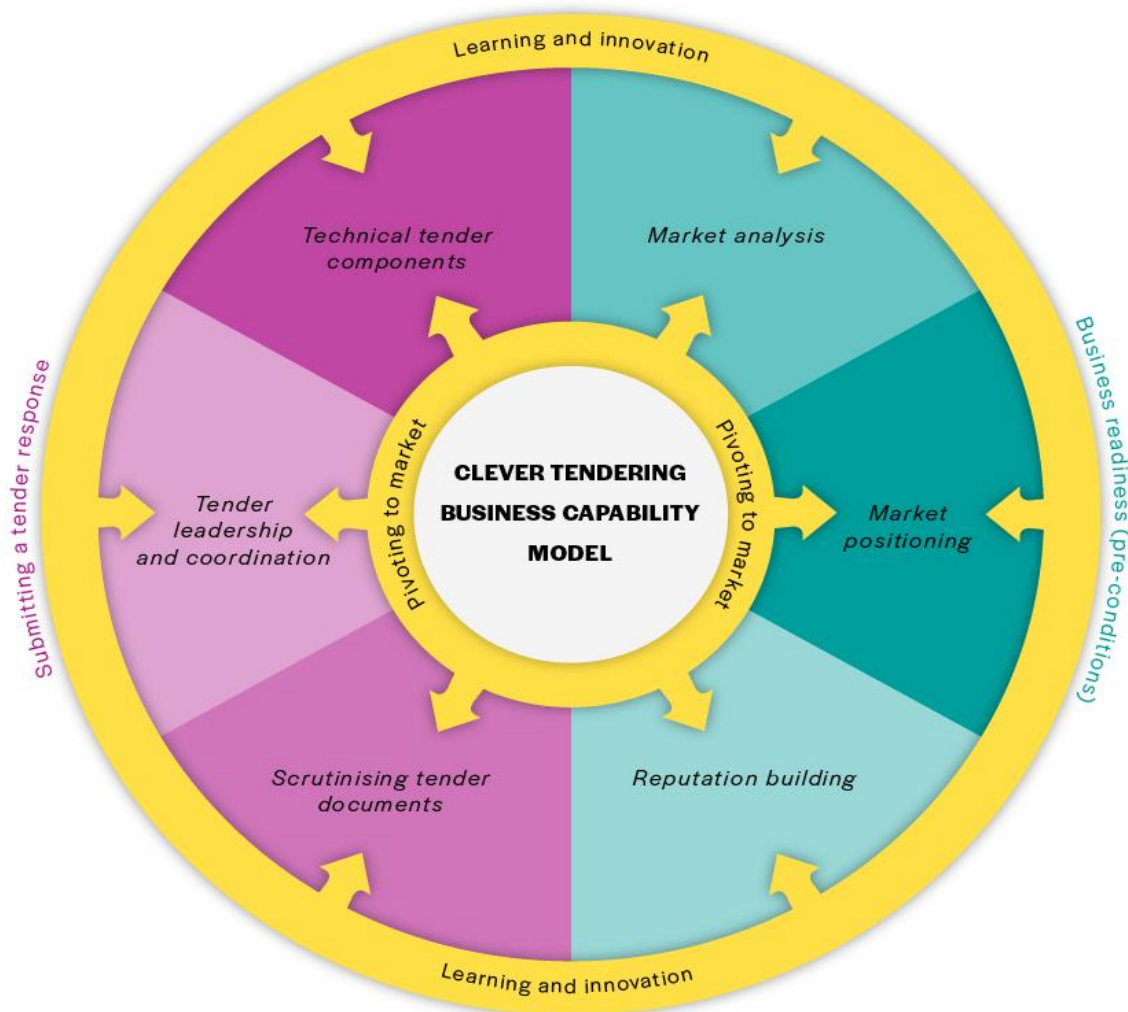 Learning and innovation
Technical tender
components
Market analysis
Submitting a tender response
Tender
leadership
and coordination
Pivoting to market
CLEVER TENDERING
BUSINESS CAPABILITY
MODEL
Pivoting to market
Market
positioning
Business readiness (pre-conditions)
Scrutinising tender
documents
Reputation building
Learning and innovation